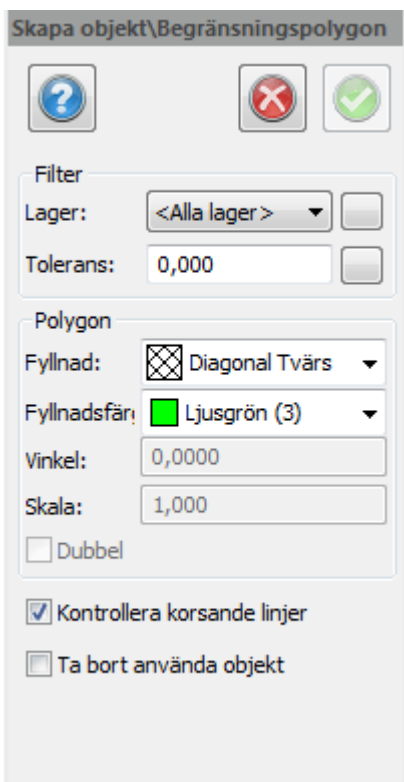 Skapa objekt\Begränsningspolygon
Filter
Lager: <Alla lager>
Tolerans: 0,000
Polygon
Fyllnad: Diagonal Tvärs
Fyllnadsfär Ljusgrön (3)
Vinkel: 0,0000
Skala: 1,000
Dubbel
Kontrollera korsande linjer
Ta bort använda objekt